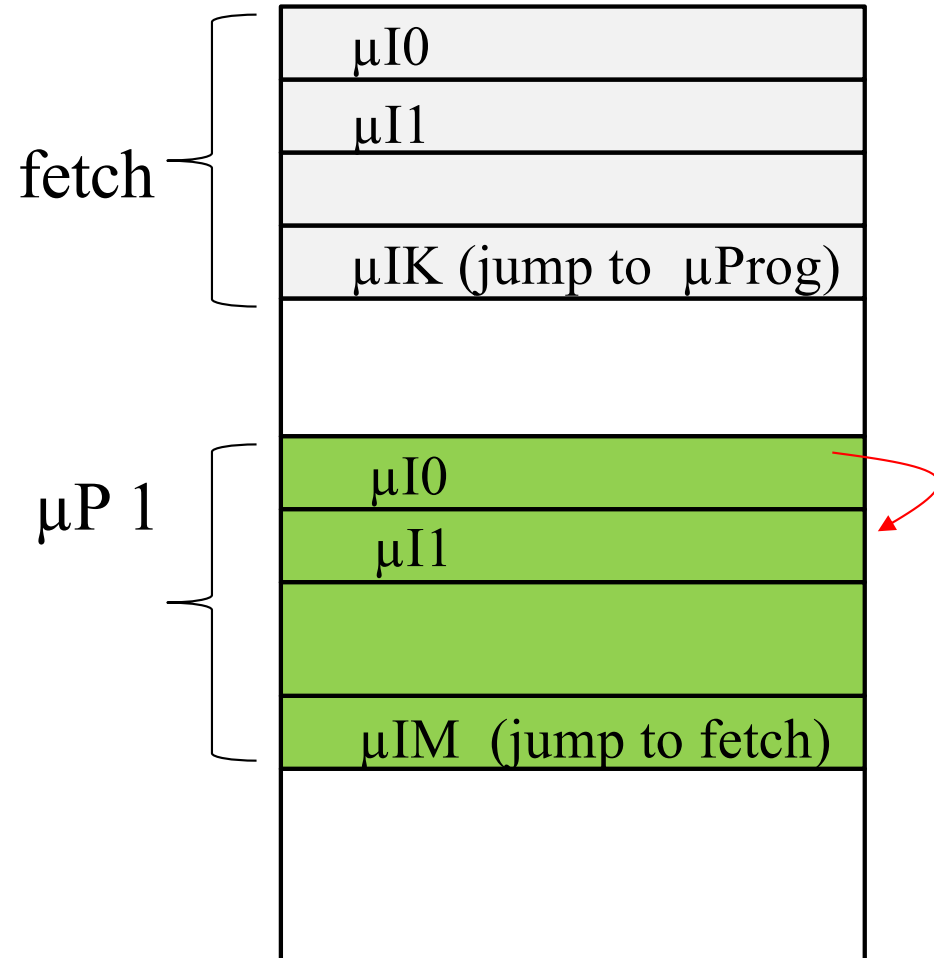 μI0
μI1
fetch
μIK (jump to μProg)
μI0
μP 1
μI1
μIM (jump to fetch)